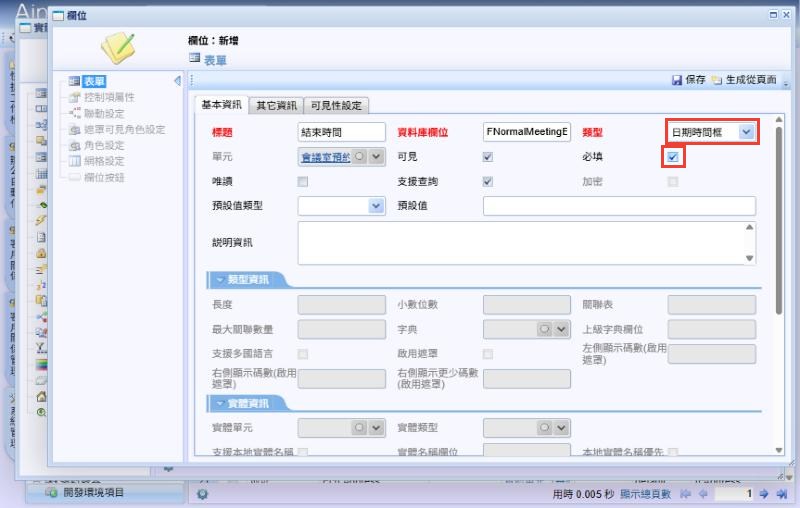 欄位
欄位：新增
表單
保存 生成從頁面
表單
控制項屬性
聯動設定
遮罩可見角色設定
角色設定
網格設定
欄位按鈕
基本資訊 其它資訊 可見性設定
標題 結束時間 資料庫欄位 FNormalMeetingE 類型 日期時間框
單元 會議室預約 可見 必填
唯讀 支援查詢 加密
預設值類型 預設值
說明資訊
類型資訊
長度 小數位數 關聯表
最大關聯數量 字典 上級字典欄位
支援多國語言 啟用遮罩 左側顯示碼數(啟用遮罩)
右側顯示碼數(啟用遮罩) 右側顯示更少碼數(啟用遮罩)
實體資訊
實體單元 實體類型
支援本地實體名稱 實體名稱欄位 本地實體名稱優先
開發環境項目
用時 0.005 秒 顯示總頁數 1